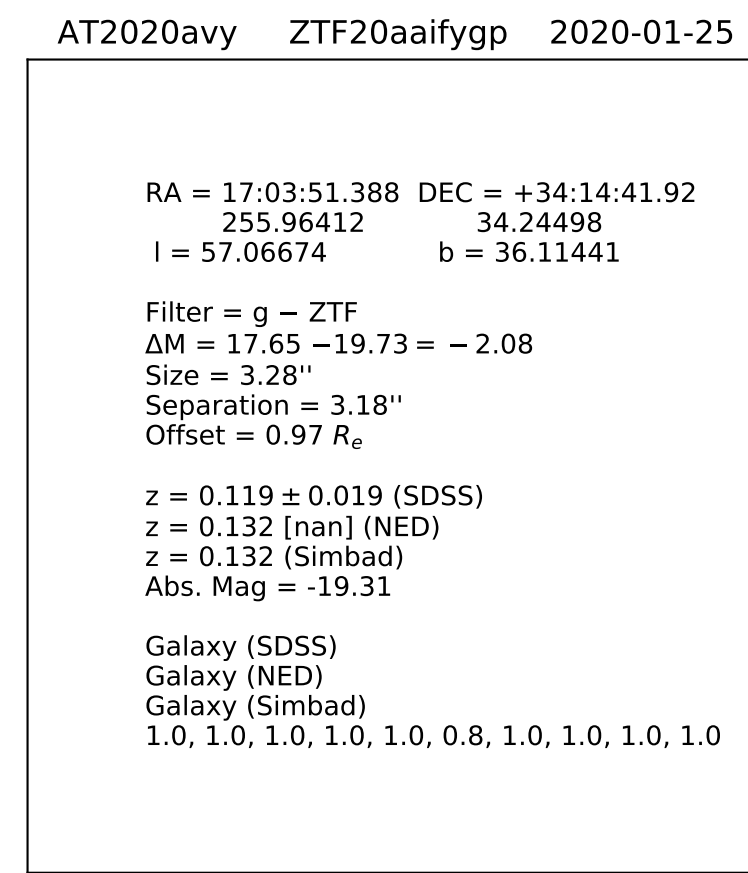 AT2020avy ZTF20aaifygp 2020-01-25
RA = 17:03:51.388 DEC = +34:14:41.92
255.96412 34.24498
l = 57.06674 b = 36.11441
Filter = g − ZTF
ΔM = 17.65 −19.73 = − 2.08
Size = 3.28''
Separation = 3.18''
Offset = 0.97 Rₑ
z = 0.119 ± 0.019 (SDSS)
z = 0.132 [nan] (NED)
z = 0.132 (Simbad)
Abs. Mag = -19.31
Galaxy (SDSS)
Galaxy (NED)
Galaxy (Simbad)
1.0, 1.0, 1.0, 1.0, 1.0, 0.8, 1.0, 1.0, 1.0, 1.0